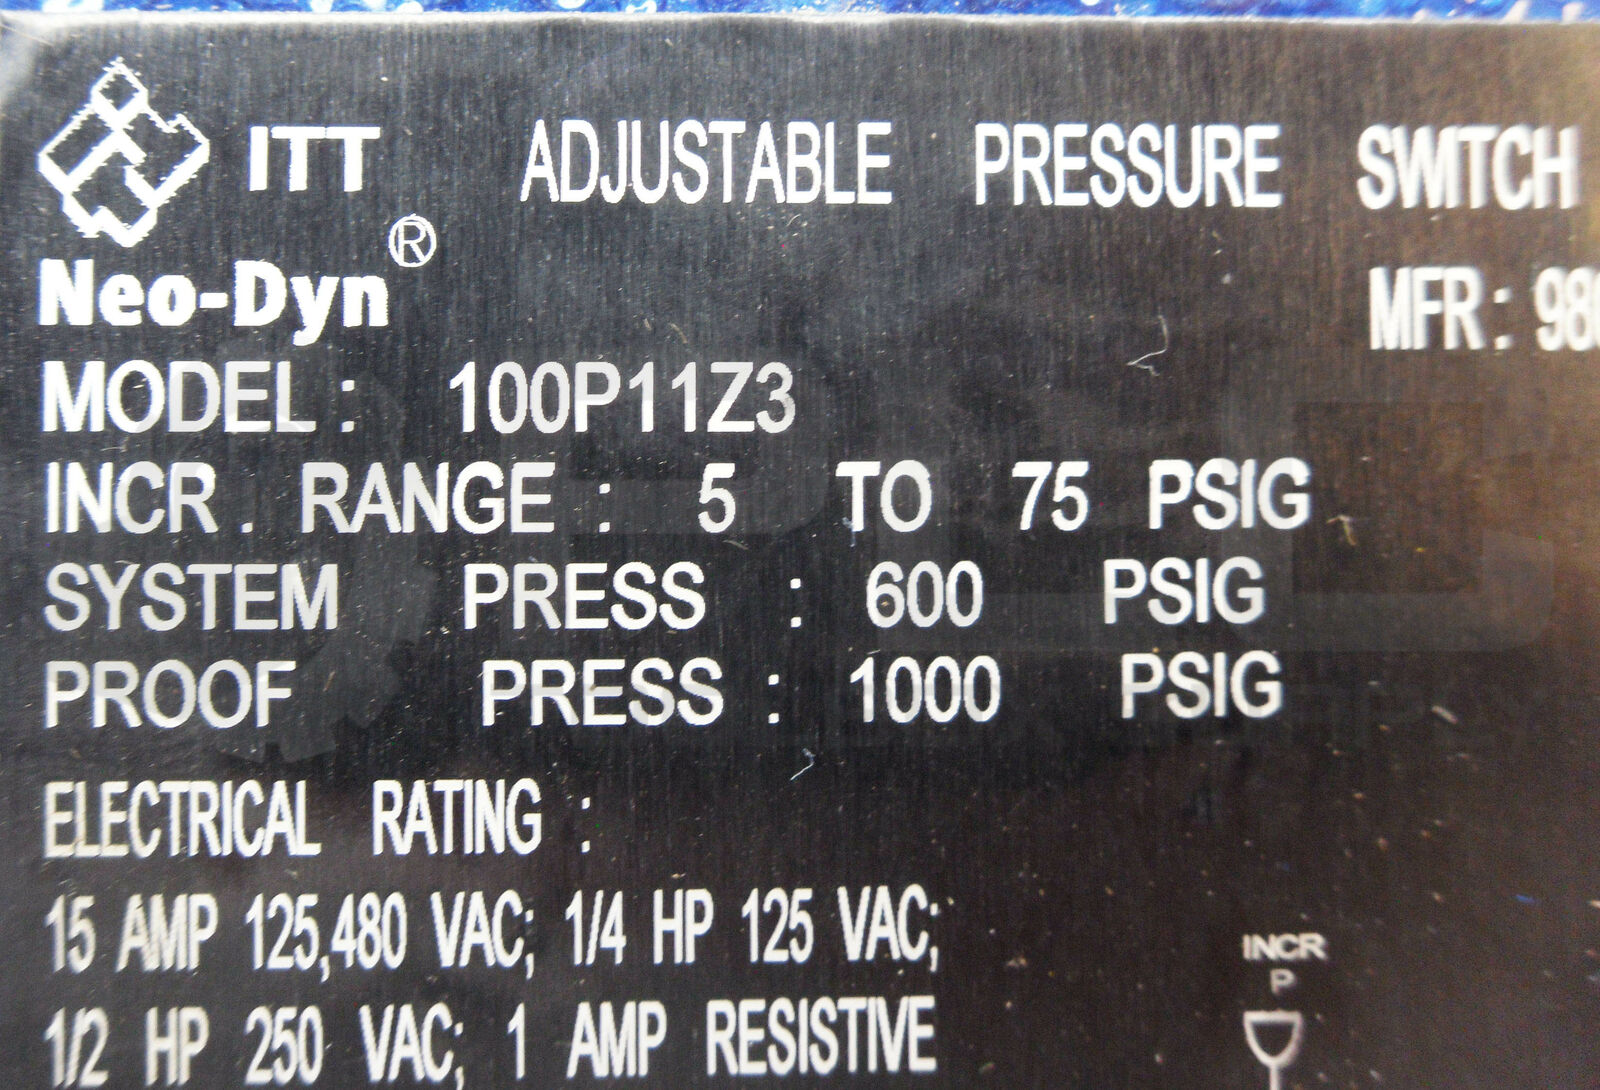 ITT ADJUSTABLE PRESSURE SWITCH
Neo-Dyn®
MFR:
MODEL: 100P11Z3
INCR. RANGE: 5 TO 75 PSIG
SYSTEM PRESS: 600 PSIG
PROOF PRESS: 1000 PSIG
ELECTRICAL RATING:
15 AMP 125,480 VAC; 1/4 HP 125 VAC;
1/2 HP 250 VAC; 1 AMP RESISTIVE
INCR
P